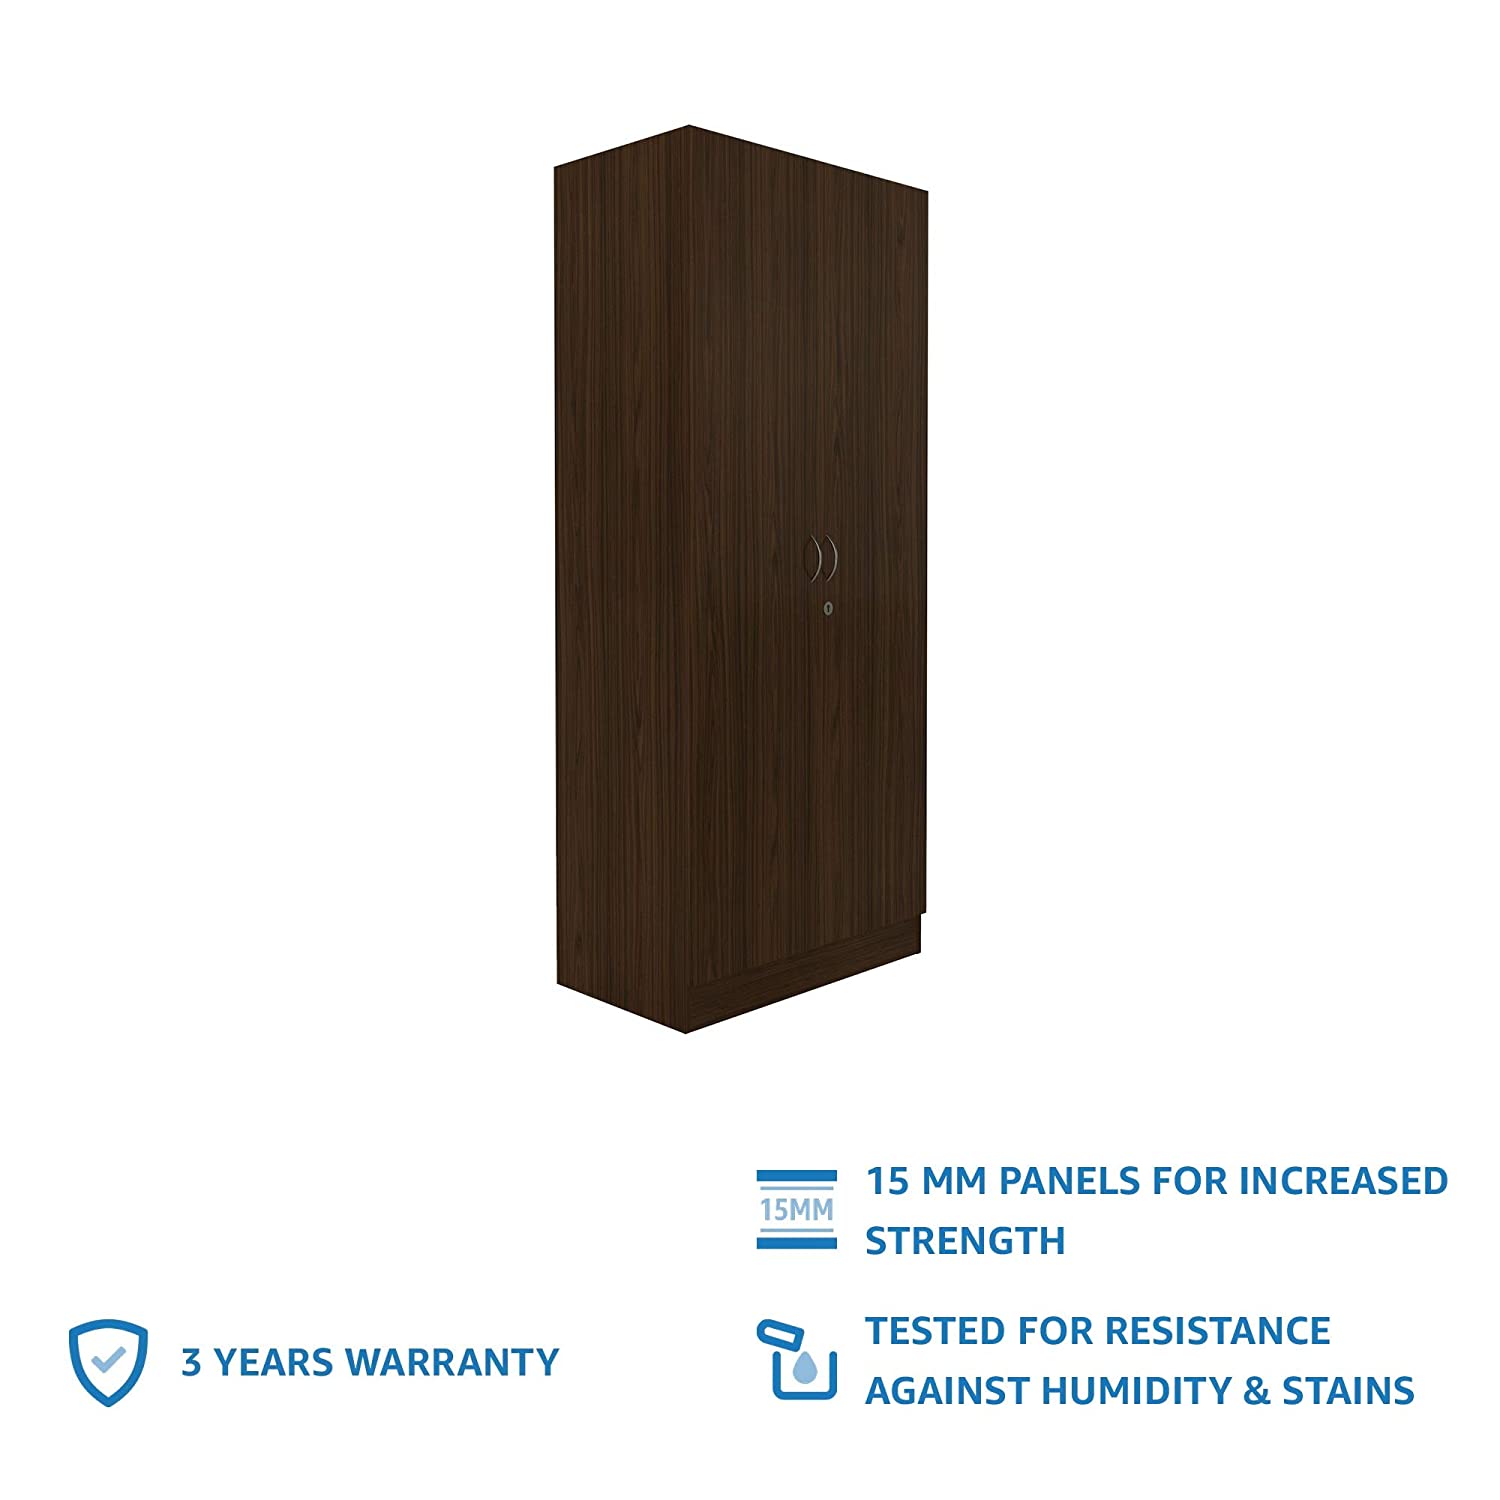 15MM
15 MM PANELS FOR INCREASED
STRENGTH
3 YEARS WARRANTY
TESTED FOR RESISTANCE
AGAINST HUMIDITY & STAINS